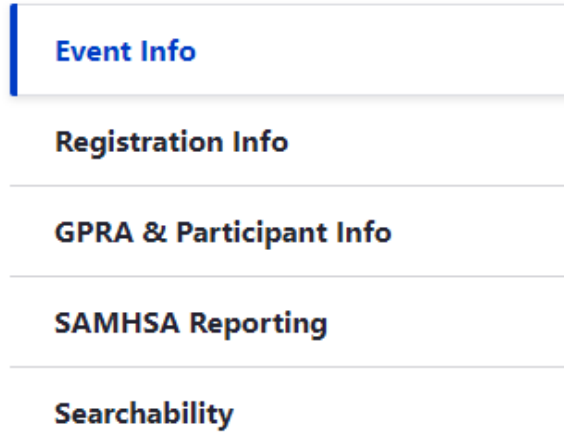 Event Info
Registration Info
GPRA & Participant Info
SAMHSA Reporting
Searchability